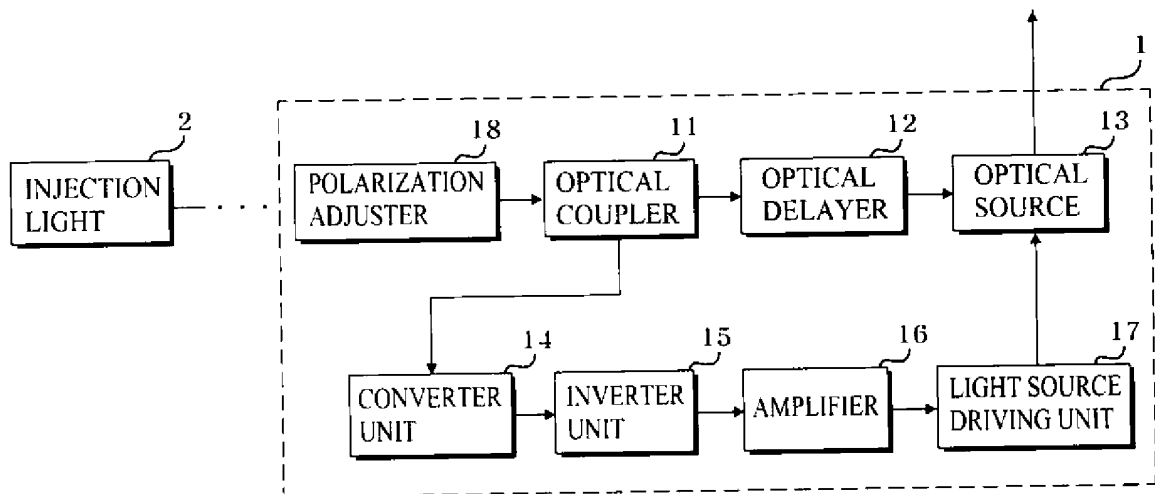 1
2
18
11
12
13
INJECTION
LIGHT
POLARIZATION
ADJUSTER
OPTICAL
COUPLER
OPTICAL
DELAYER
OPTICAL
SOURCE
14
15
16
17
CONVERTER
UNIT
INVERTER
UNIT
AMPLIFIER
LIGHT SOURCE
DRIVING UNIT